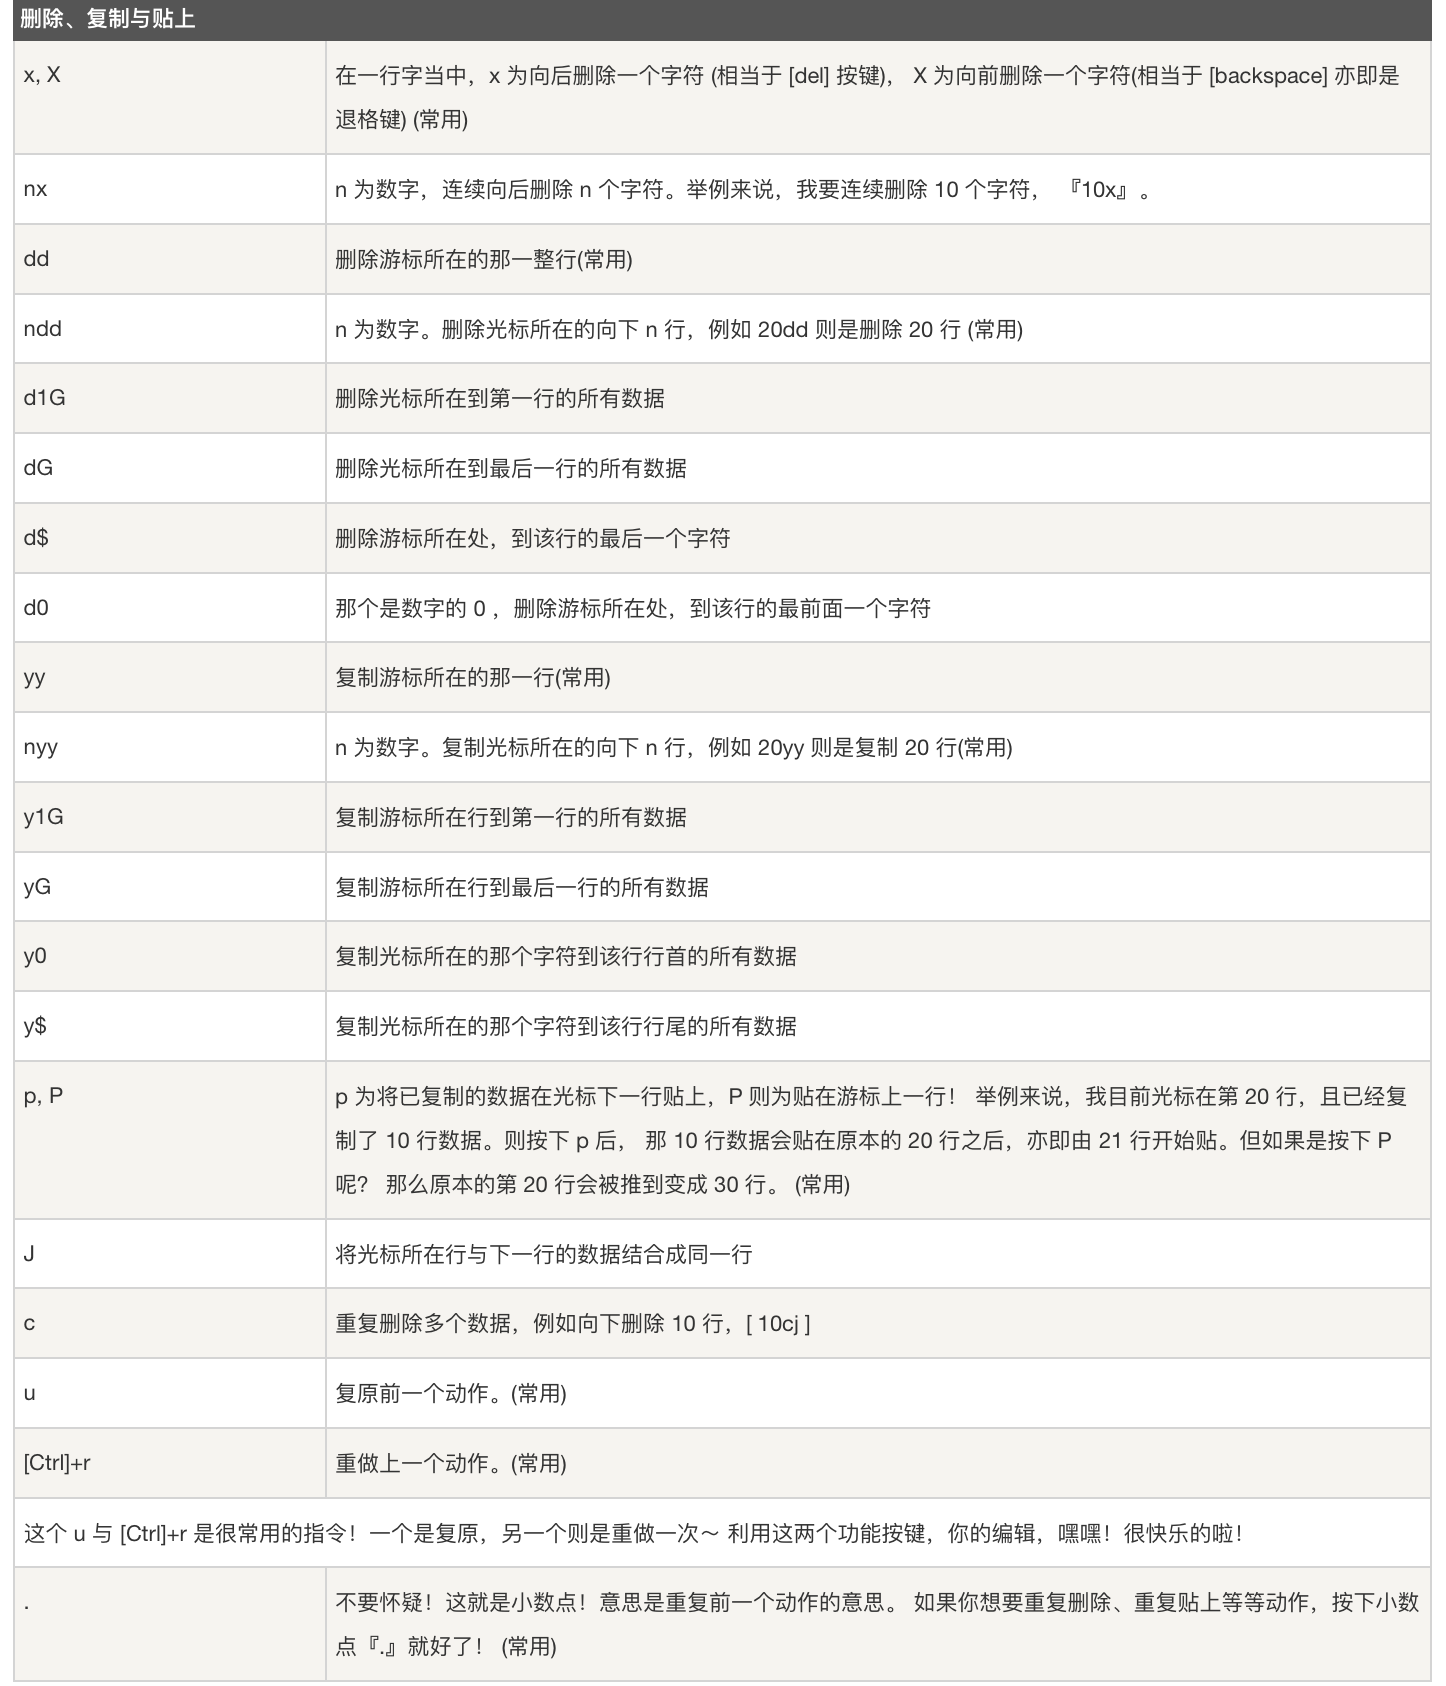 删除、复制与贴上
x, X
在一行字当中，x 为向后删除一个字符 (相当于 [del] 按键)， X 为向前删除一个字符(相当于 [backspace] 亦即是
退格键) (常用)
nx
n 为数字，连续向后删除 n 个字符。举例来说，我要连续删除 10 个字符， 『10x』。
dd
删除游标所在的那一整行(常用)
ndd
n 为数字。删除光标所在的向下 n 行，例如 20dd 则是删除 20 行 (常用)
d1G
删除光标所在到第一行的所有数据
dG
删除光标所在到最后一行的所有数据
d$
删除游标所在处，到该行的最后一个字符
d0
那个是数字的 0 ，删除游标所在处，到该行的最前面一个字符
yy
复制游标所在的那一行(常用)
nyy
n 为数字。复制光标所在的向下 n 行，例如 20yy 则是复制 20 行(常用)
y1G
复制游标所在行到第一行的所有数据
yG
复制游标所在行到最后一行的所有数据
y0
复制光标所在的那个字符到该行行首的所有数据
y$
复制光标所在的那个字符到该行行尾的所有数据
p, P
p 为将已复制的数据在光标下一行贴上，P 则为贴在游标上一行！ 举例来说，我目前光标在第 20 行，且已经复
制了 10 行数据。则按下 p 后， 那 10 行数据会贴在原本的 20 行之后，亦即由 21 行开始贴。但如果是按下 P
呢？ 那么原本的第 20 行会被推到变成 30 行。 (常用)
J
将光标所在行与下一行的数据结合成同一行
c
重复删除多个数据，例如向下删除 10 行，[ 10cj ]
u
复原前一个动作。(常用)
[Ctrl]+r
重做上一个动作。(常用)
这个 u 与 [Ctrl]+r 是很常用的指令！一个是复原，另一个则是重做一次～ 利用这两个功能按键，你的编辑，嘿嘿！很快乐的啦！
.
不要怀疑！这就是小数点！意思是重复前一个动作的意思。 如果你想要重复删除、重复贴上等等动作，按下小数
点『.』就好了！ (常用)